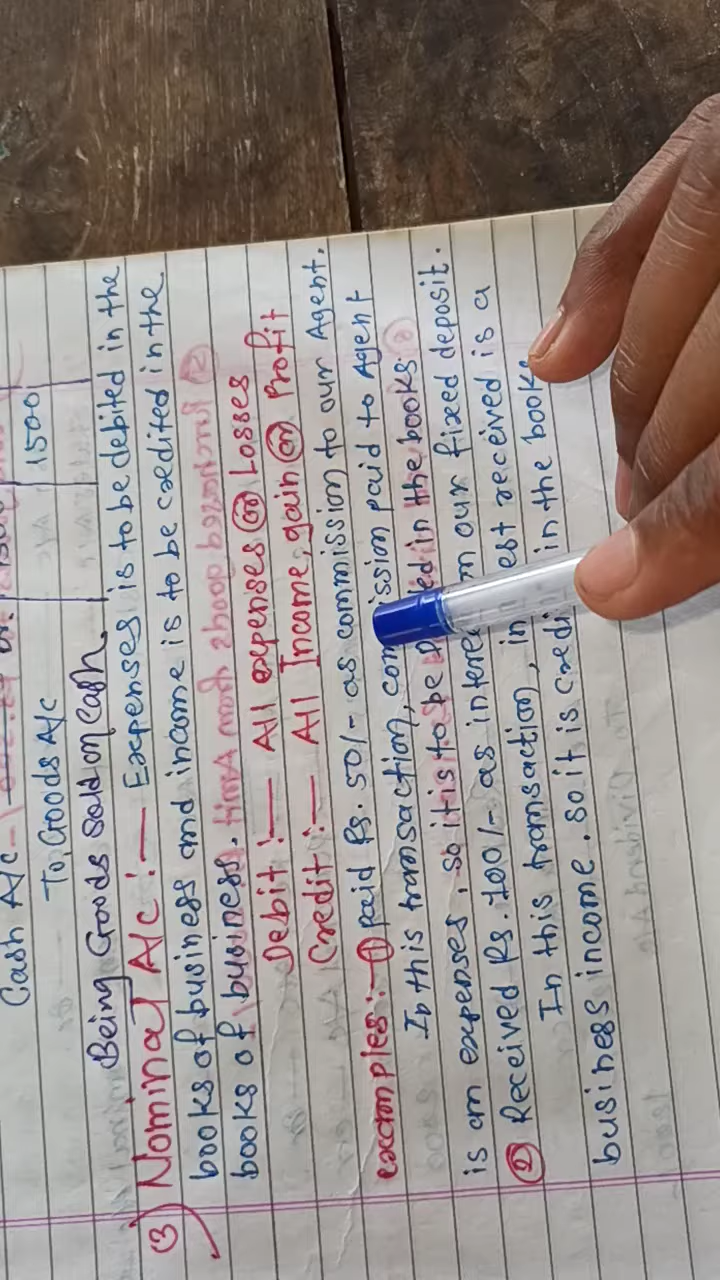 Cash A/c
1500
To, Goods A/c
Being Goods Sold on Cash.
3) Nominal A/c :— Expenses is to be debited in the
books of business and income is to be credited in the
books of business.
Debit :— All expenses or Losses
Credit :— All Income, gain or Profit
examples:- ① paid Rs. 50/- as commission to our Agent.
In this transaction, commission paid to Agent
is an expenses, so it is to be in the books.
② Received Rs. 100/- as interest on our fixed deposit.
In this transaction, interest received is a
business income. so it is in the book